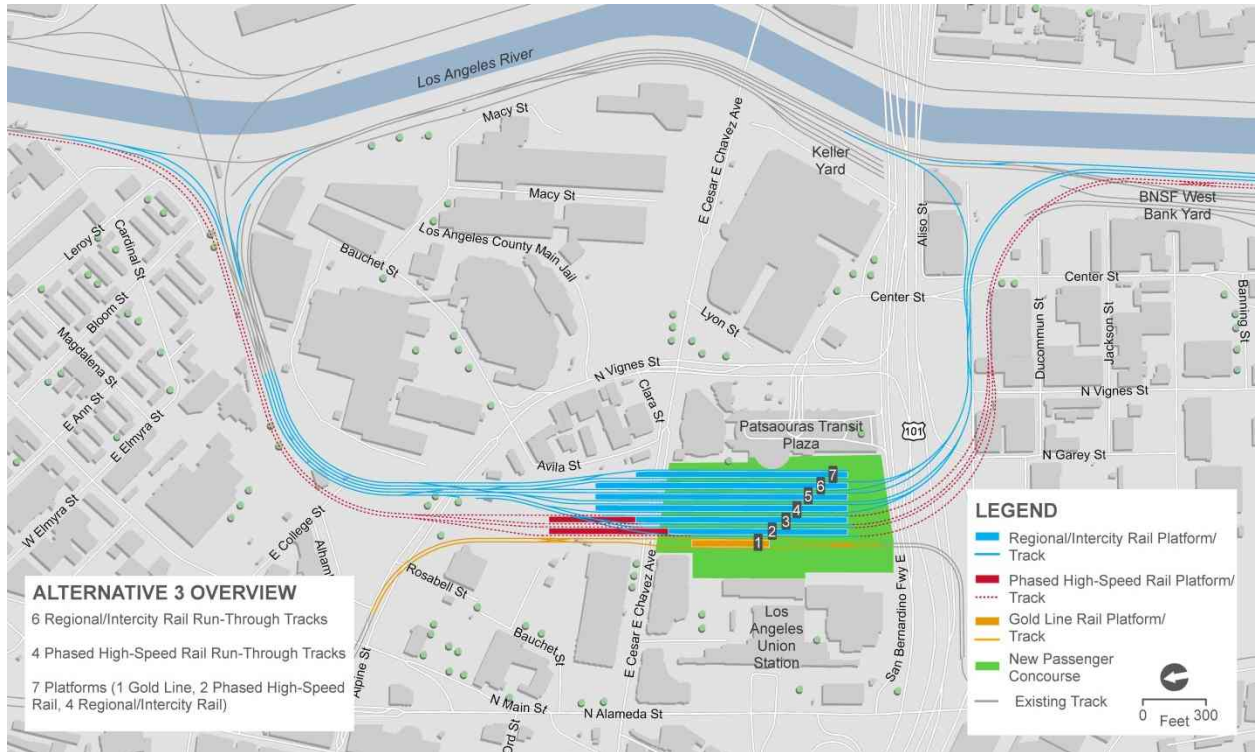 Los Angeles River
Macy St
Macy St
E Cesar E Chavez Ave
Keller
Yard
Aliso St
BNSF West
Bank Yard
Leroy St
Cardinal St
Bloom St
Magdalena St
E Ann St
E Elmyra St
W Elmyra St
Bauchet St
Los Angeles County Main Jail
Lyon St
Center St
Center St
Banning St
Ducommun St
Jackson St
N Vignes St
N Vignes St
Clara St
Avila St
Patsaouras Transit
Plaza
101
N Garey St
7
6
5
4
3
2
1
E College St
Alham
Rosabell St
Bauchet St
Alpine St
N Main St
Ord St
N Alameda St
E Cesar E Chavez Ave
Los
Angeles
Union
Station
San Bernardino Fwy E
ALTERNATIVE 3 OVERVIEW
6 Regional/Intercity Rail Run-Through Tracks
4 Phased High-Speed Rail Run-Through Tracks
7 Platforms (1 Gold Line, 2 Phased High-Speed
Rail, 4 Regional/Intercity Rail)
LEGEND
Regional/Intercity Rail Platform/
Track
Phased High-Speed Rail Platform/
Track
Gold Line Rail Platform/
Track
New Passenger
Concourse
Existing Track
0 300
Feet